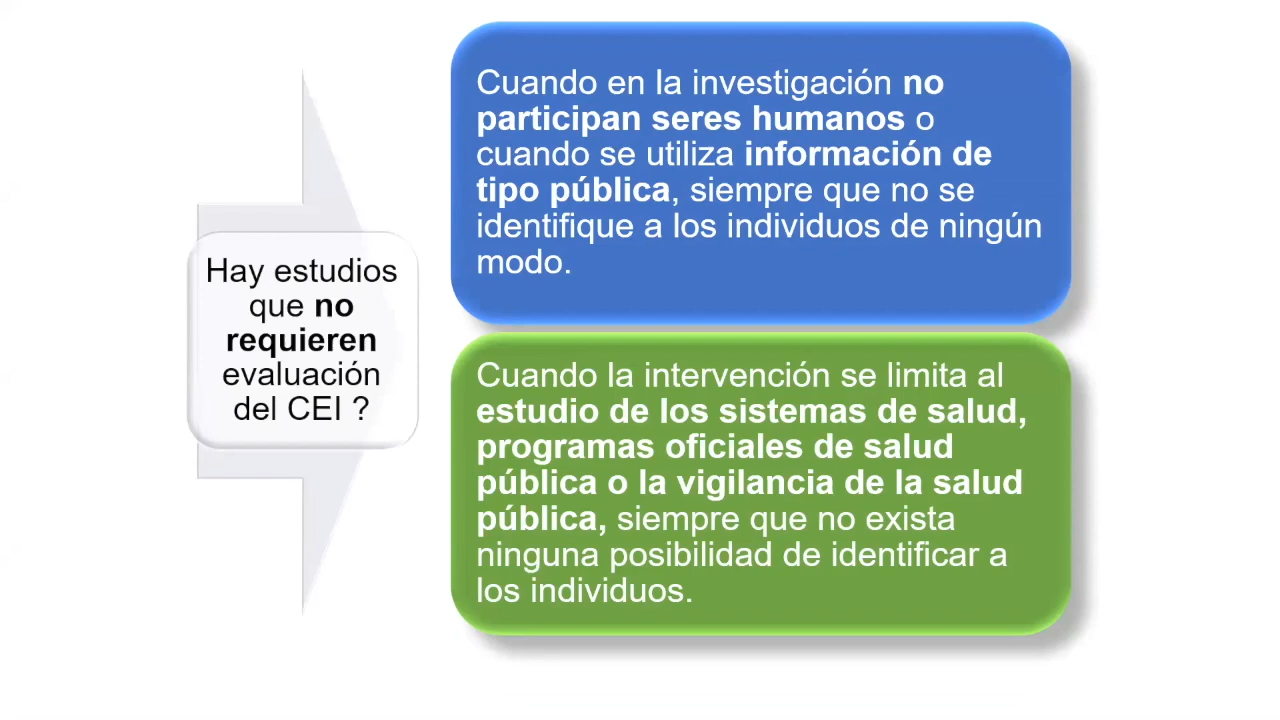 Hay estudios
que no
requieren
evaluación
del CEI ?
Cuando en la investigación no
participan seres humanos o
cuando se utiliza información de
tipo pública, siempre que no se
identifique a los individuos de ningún
modo.
Cuando la intervención se limita al
estudio de los sistemas de salud,
programas oficiales de salud
pública o la vigilancia de la salud
pública, siempre que no exista
ninguna posibilidad de identificar a
los individuos.